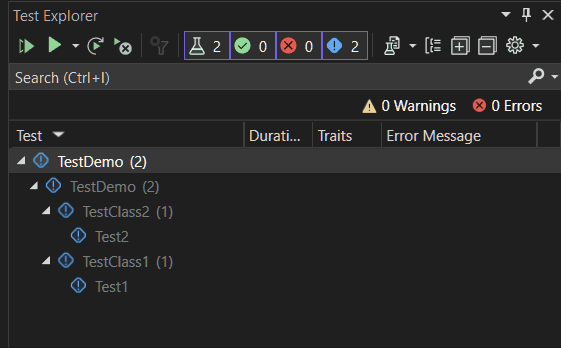 Test Explorer
2 0 0 2
Search (Ctrl+I)
0 Warnings 0 Errors
Test Durati... Traits Error Message
TestDemo (2)
TestDemo (2)
TestClass2 (1)
Test2
TestClass1 (1)
Test1